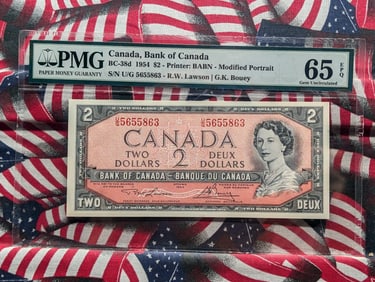 PMG
PAPER MONEY GUARANTY
Canada, Bank of Canada
BC-38d 1954 $2 - Printer: BABN - Modified Portrait
S/N U/G 5655863 - R.W. Lawson | G.K. Bouey
65 EPQ
Gem Uncirculated
2 2
U/G 5655863 U/G 5655863
CANADA
TWO 2 DEUX
DOLLARS DOLLARS
BANK OF CANADA - BANQUE DU CANADA
TWO DEUX